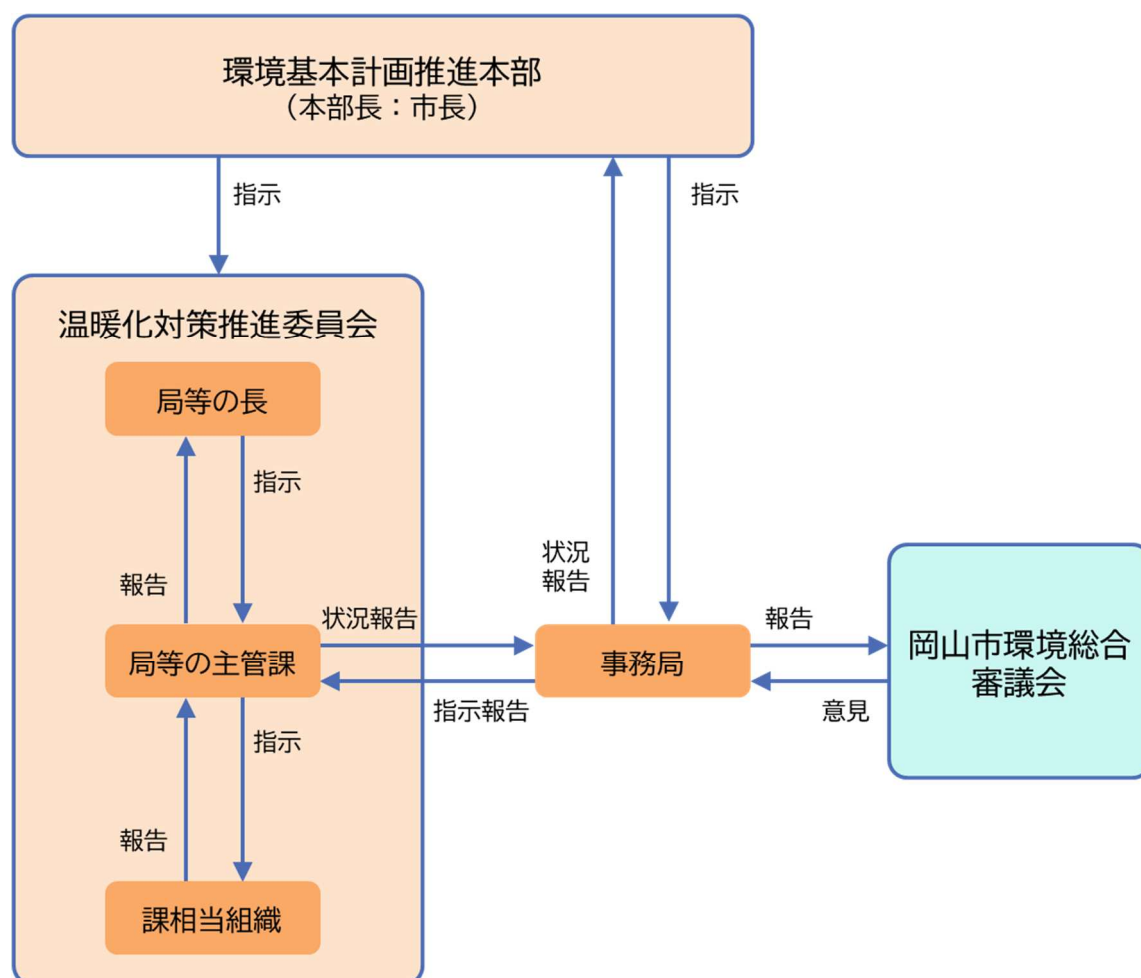 環境基本計画推進本部
（本部長：市長）
指示
指示
温暖化対策推進委員会
局等の長
指示
状況
報告
報告
状況報告
報告
局等の主管課
事務局
岡山市環境総合
審議会
指示報告
意見
指示
報告
課相当組織